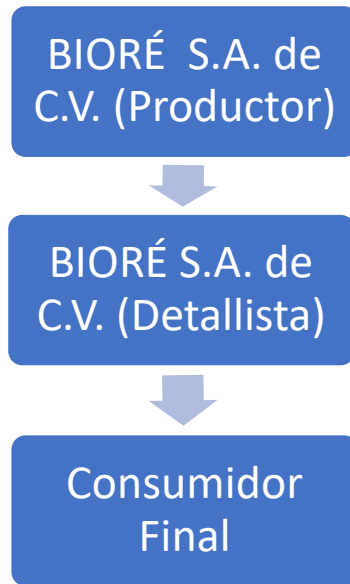 BIORÉ S.A. de
C.V. (Productor)
BIORÉ S.A. de
C.V. (Detallista)
Consumidor
Final